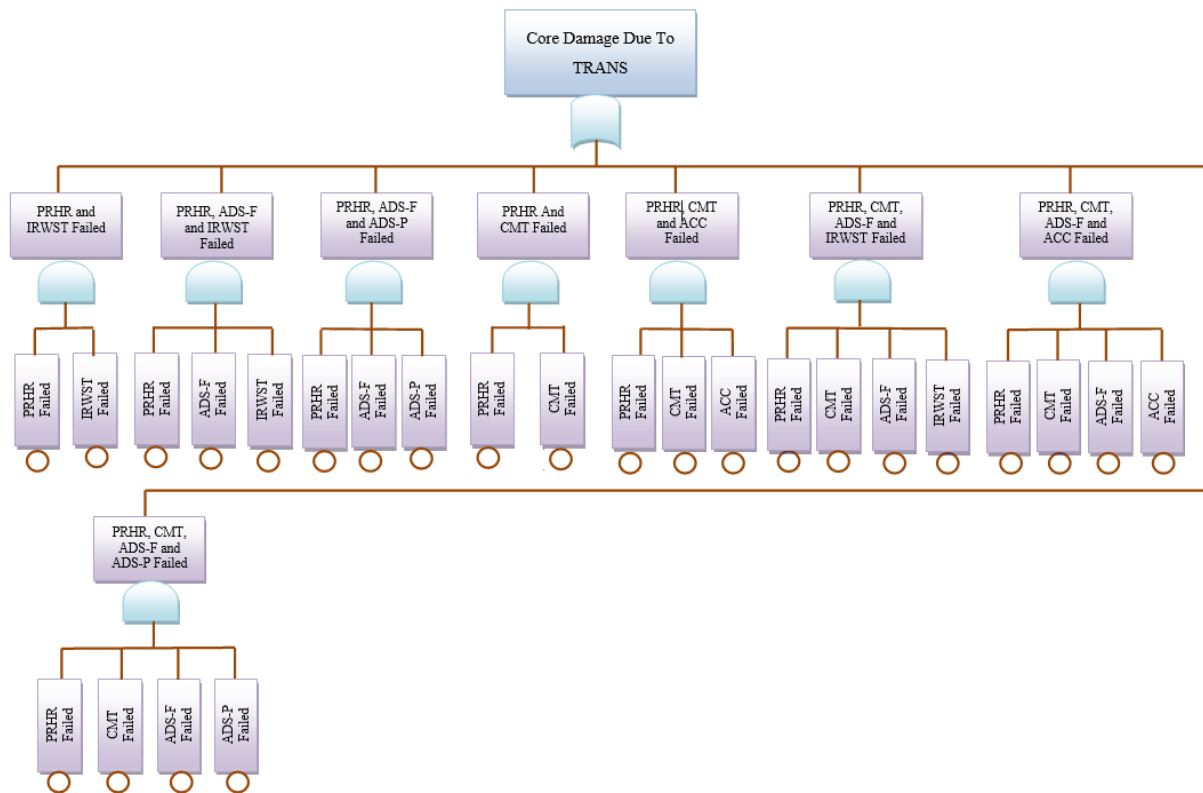 Core Damage Due To
TRANS
PRHR and
IRWST Failed
PRHR, ADS-F
and IRWST
Failed
PRHR, ADS-F
and ADS-P
Failed
PRHR And
CMT Failed
PRHR, CMT
and ACC
Failed
PRHR, CMT,
ADS-F and
IRWST Failed
PRHR, CMT,
ADS-F and
ACC Failed
PRHR
Failed
IRWST
Failed
PRHR
Failed
ADS-F
Failed
IRWST
Failed
PRHR
Failed
ADS-F
Failed
ADS-P
Failed
PRHR
Failed
CMT
Failed
PRHR
Failed
CMT
Failed
ACC
Failed
PRHR
Failed
CMT
Failed
ADS-F
Failed
IRWST
Failed
PRHR
Failed
CMT
Failed
ADS-F
Failed
ACC
Failed
PRHR, CMT,
ADS-F and
ADS-P Failed
PRHR
Failed
CMT
Failed
ADS-F
Failed
ADS-P
Failed